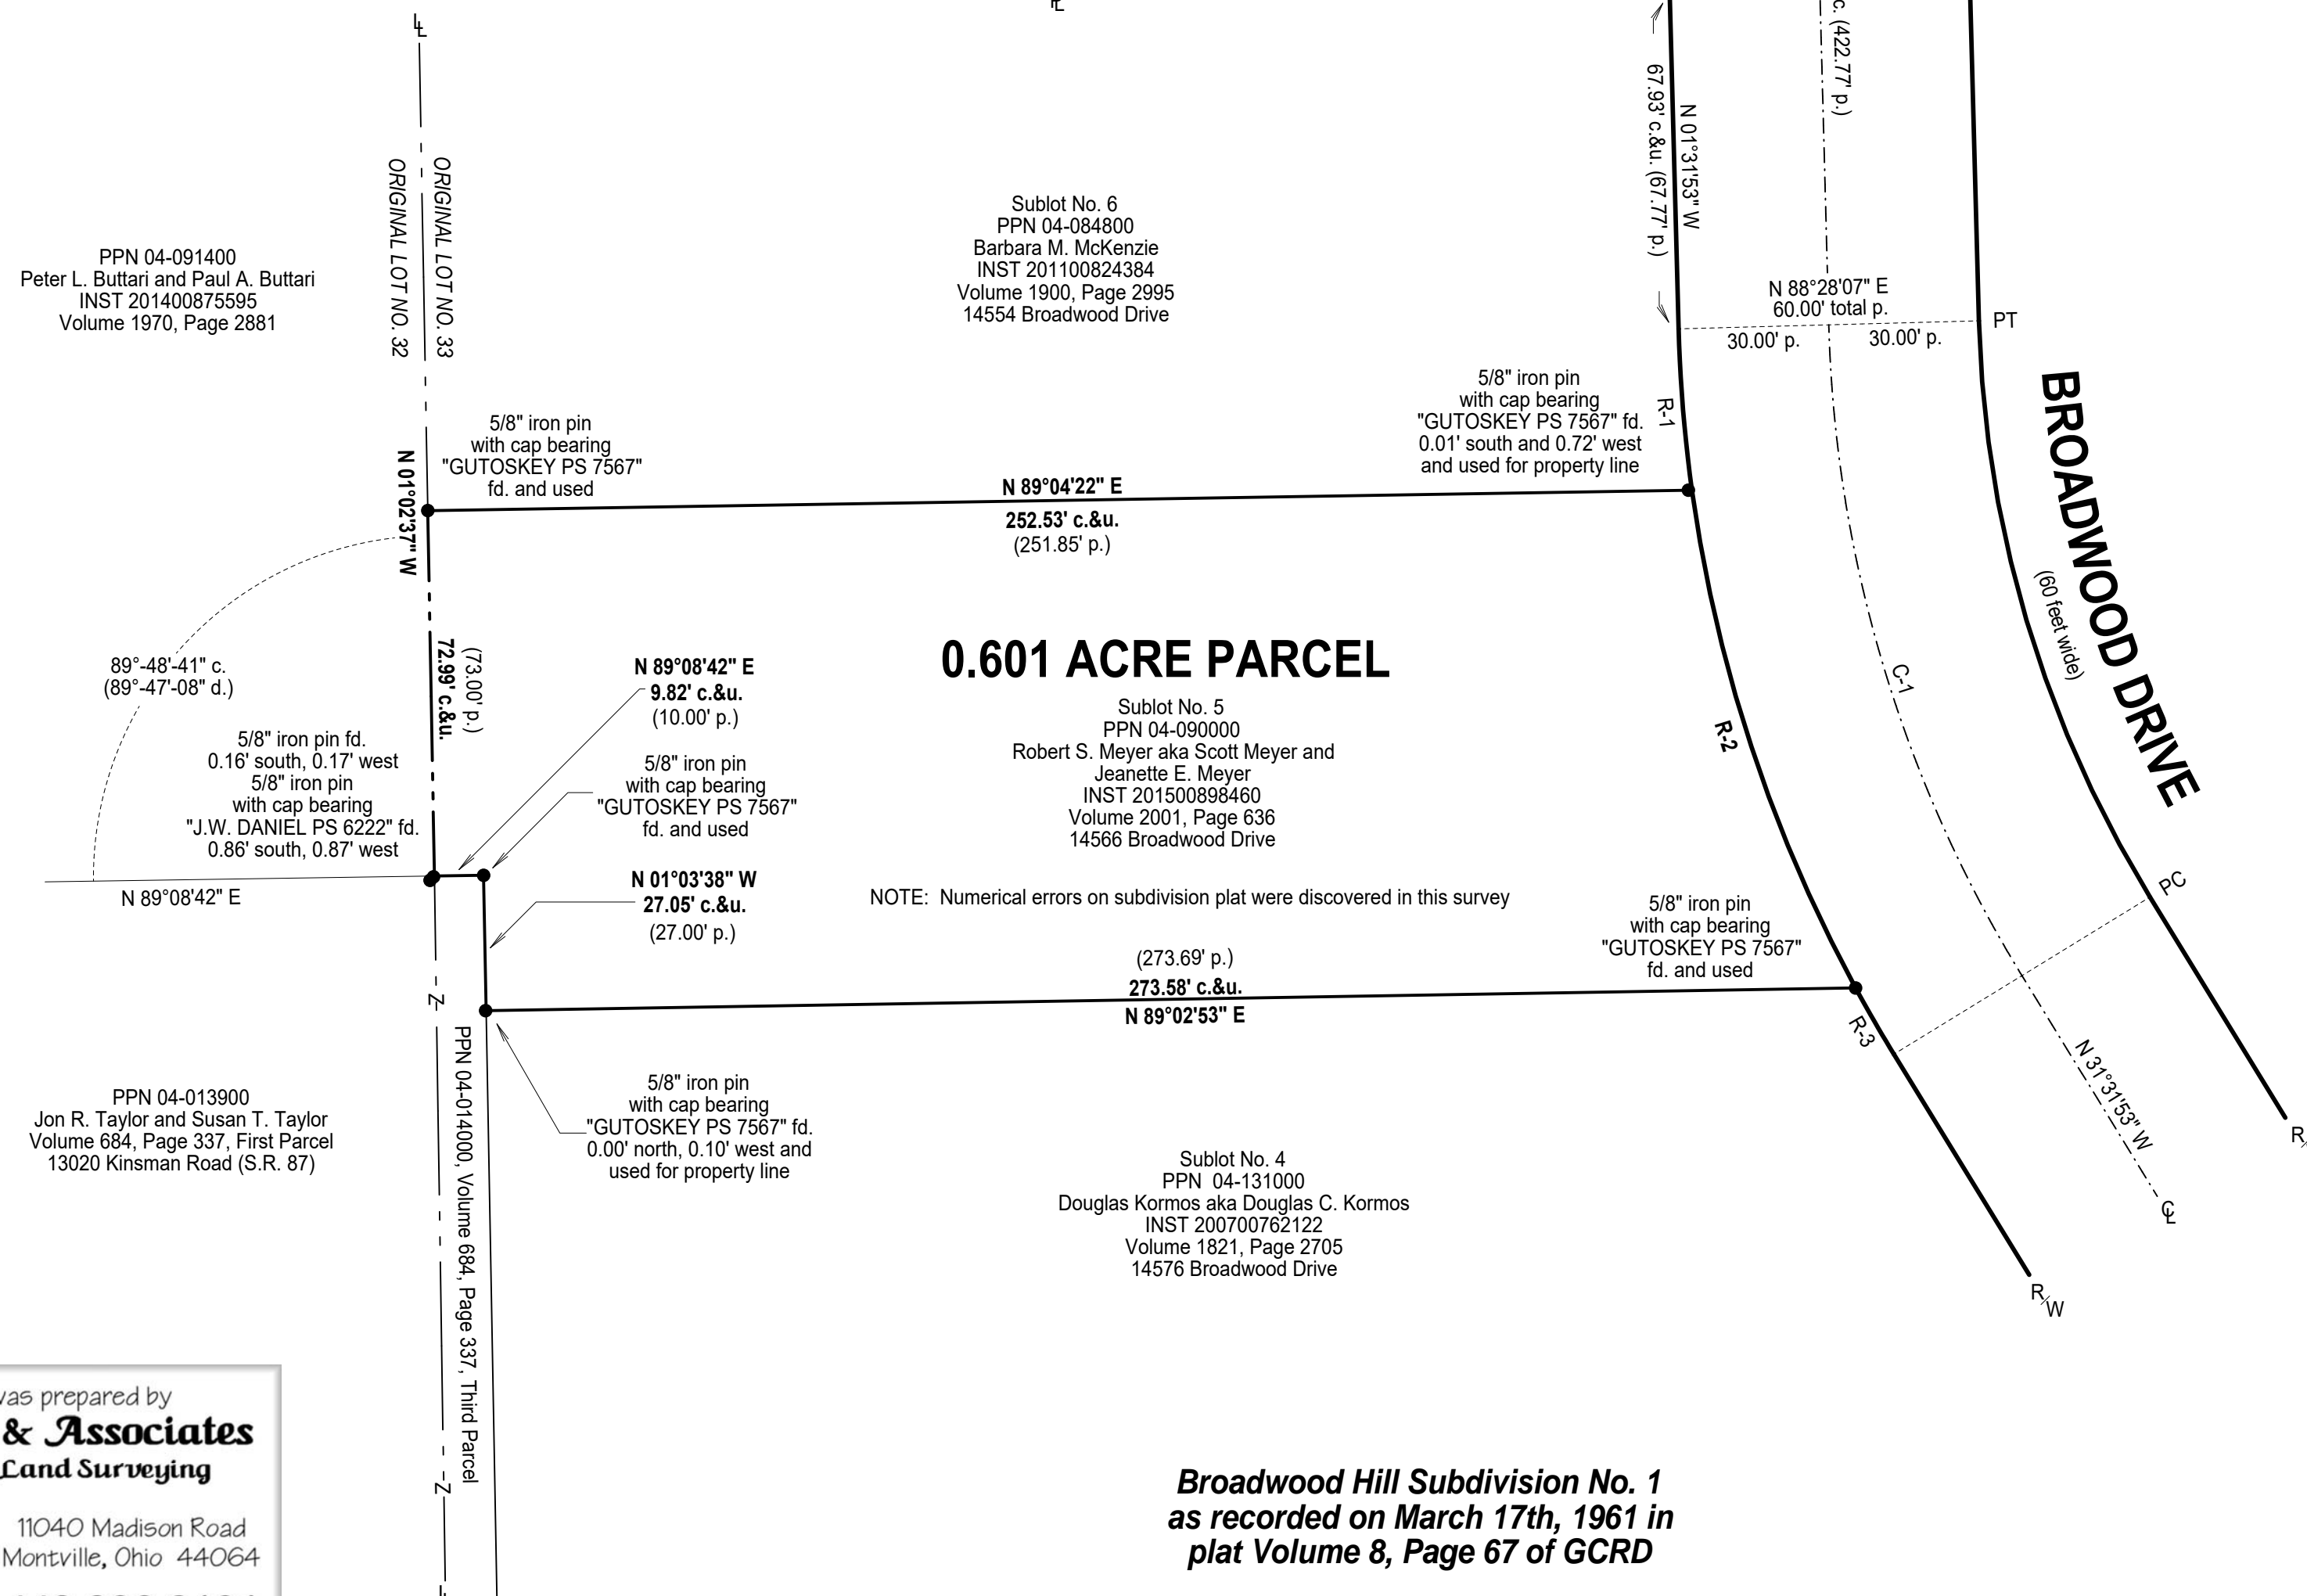 c. (422.77' p.)
67.93' c.&u. (67.77' p.)
N 01°31'53" W
ORIGINAL LOT NO. 32
ORIGINAL LOT NO. 33
PPN 04-091400
Peter L. Buttari and Paul A. Buttari
INST 201400875595
Volume 1970, Page 2881
Sublot No. 6
PPN 04-084800
Barbara M. McKenzie
INST 201100824384
Volume 1900, Page 2995
14554 Broadwood Drive
N 88°28'07" E
60.00' total p.
30.00' p.
30.00' p.
PT
BROADWOOD DRIVE
(60 feet wide)
5/8" iron pin
with cap bearing
"GUTOSKEY PS 7567"
fd. and used
5/8" iron pin
with cap bearing
"GUTOSKEY PS 7567" fd.
0.01' south and 0.72' west
and used for property line
R-1
N 01°02'37" W
N 89°04'22" E
252.53' c.&u.
(251.85' p.)
89°-48'-41" c.
(89°-47'-08" d.)
72.99' c.&u.
(73.00' p.)
N 89°08'42" E
9.82' c.&u.
(10.00' p.)
0.601 ACRE PARCEL
Sublot No. 5
PPN 04-090000
Robert S. Meyer aka Scott Meyer and
Jeanette E. Meyer
INST 201500898460
Volume 2001, Page 636
14566 Broadwood Drive
R-2
C-1
5/8" iron pin fd.
0.16' south, 0.17' west
5/8" iron pin
with cap bearing
"J.W. DANIEL PS 6222" fd.
0.86' south, 0.87' west
5/8" iron pin
with cap bearing
"GUTOSKEY PS 7567"
fd. and used
N 89°08'42" E
N 01°03'38" W
27.05' c.&u.
(27.00' p.)
NOTE:  Numerical errors on subdivision plat were discovered in this survey
5/8" iron pin
with cap bearing
"GUTOSKEY PS 7567"
fd. and used
PC
(273.69' p.)
273.58' c.&u.
N 89°02'53" E
R-3
N 31°31'53" W
Z
PPN 04-014000, Volume 684, Page 337, Third Parcel
PPN 04-013900
Jon R. Taylor and Susan T. Taylor
Volume 684, Page 337, First Parcel
13020 Kinsman Road (S.R. 87)
5/8" iron pin
with cap bearing
"GUTOSKEY PS 7567" fd.
0.00' north, 0.10' west and
used for property line
Sublot No. 4
PPN  04-131000
Douglas Kormos aka Douglas C. Kormos
INST 200700762122
Volume 1821, Page 2705
14576 Broadwood Drive
R
R/W
Z
was prepared by
& Associates
Land Surveying
11040 Madison Road
Montville, Ohio  44064
Broadwood Hill Subdivision No. 1
as recorded on March 17th, 1961 in
plat Volume 8, Page 67 of GCRD